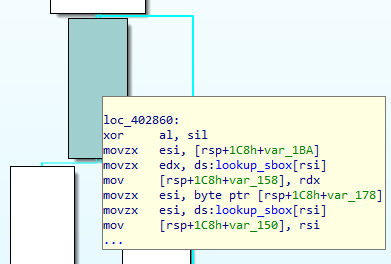 loc_402860:
xor al, sil
movzx esi, [rsp+1C8h+var_1BA]
movzx edx, ds:lookup_sbox[rsi]
mov [rsp+1C8h+var_158], rdx
movzx esi, byte ptr [rsp+1C8h+var_178]
movzx esi, ds:lookup_sbox[rsi]
mov [rsp+1C8h+var_150], rsi
...